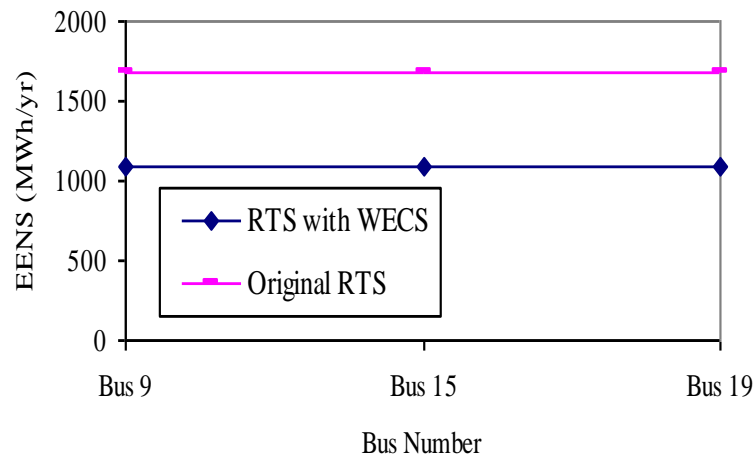 2000
1500
1000
500
0
EENS (MWh/yr)
RTS with WECS
Original RTS
Bus 9 Bus 15 Bus 19
Bus Number